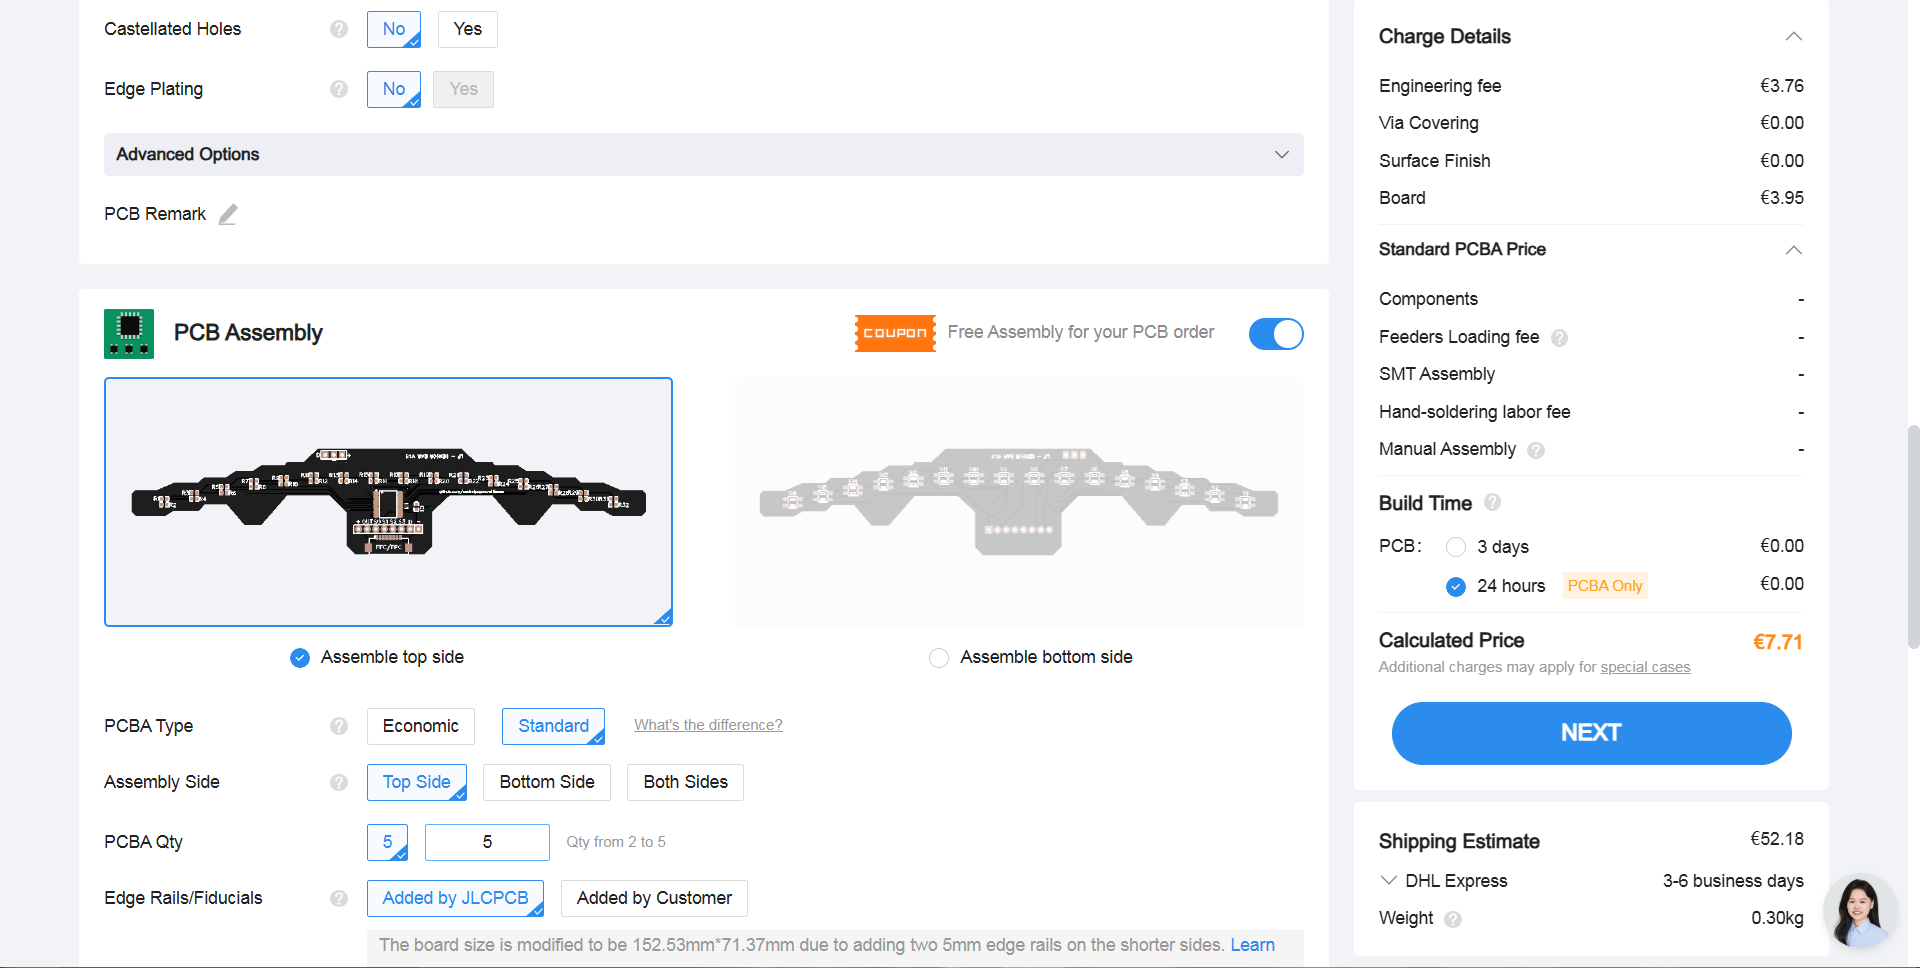 Castellated Holes ? No Yes
Edge Plating ? No Yes
Advanced Options
PCB Remark
PCB Assembly COUPON Free Assembly for your PCB order
Assemble top side Assemble bottom side
PCBA Type ? Economic Standard What's the difference?
Assembly Side ? Top Side Bottom Side Both Sides
PCBA Qty 5 5 Qty from 2 to 5
Edge Rails/Fiducials ? Added by JLCPCB Added by Customer
The board size is modified to be 152.53mm*71.37mm due to adding two 5mm edge rails on the shorter sides. Learn
Charge Details
Engineering fee €3.76
Via Covering €0.00
Surface Finish €0.00
Board €3.95
Standard PCBA Price
Components -
Feeders Loading fee ? -
SMT Assembly -
Hand-soldering labor fee -
Manual Assembly ? -
Build Time ?
PCB: 3 days €0.00
24 hours PCBA Only €0.00
Calculated Price €7.71
Additional charges may apply for special cases
NEXT
Shipping Estimate €52.18
DHL Express 3-6 business days
Weight ? 0.30kg